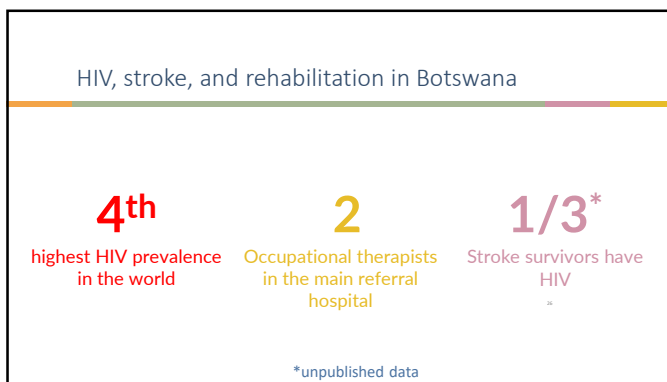 HIV, stroke, and rehabilitation in Botswana
4th
highest HIV prevalence
in the world
2
Occupational therapists
in the main referral
hospital
1/3*
Stroke survivors have
HIV
*unpublished data